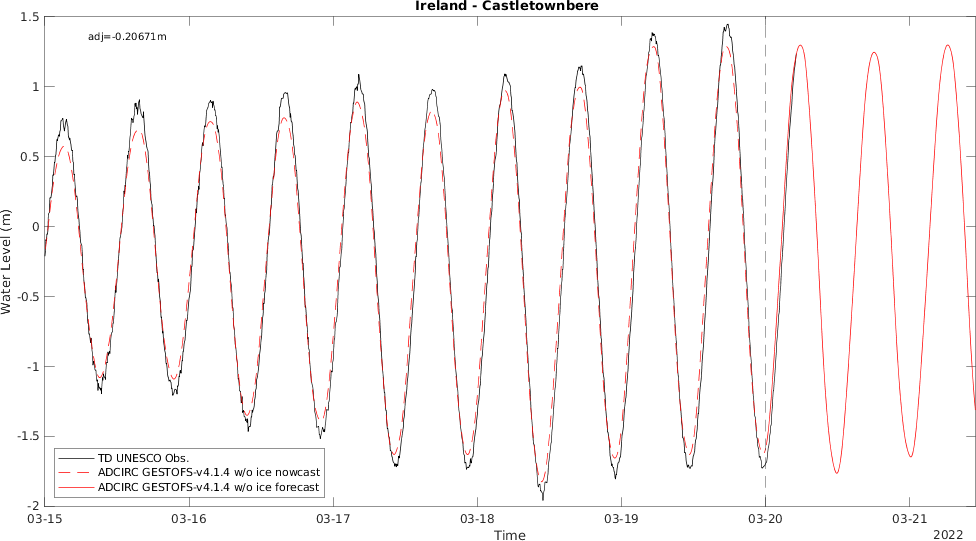 Ireland - Castletownbere
adj=-0.20671m
1.5
1
0.5
0
-0.5
-1
-1.5
-2
Water Level (m)
TD UNESCO Obs.
ADCIRC GESTOFS-v4.1.4 w/o ice nowcast
ADCIRC GESTOFS-v4.1.4 w/o ice forecast
03-15 03-16 03-17 03-18 03-19 03-20 03-21
Time
2022